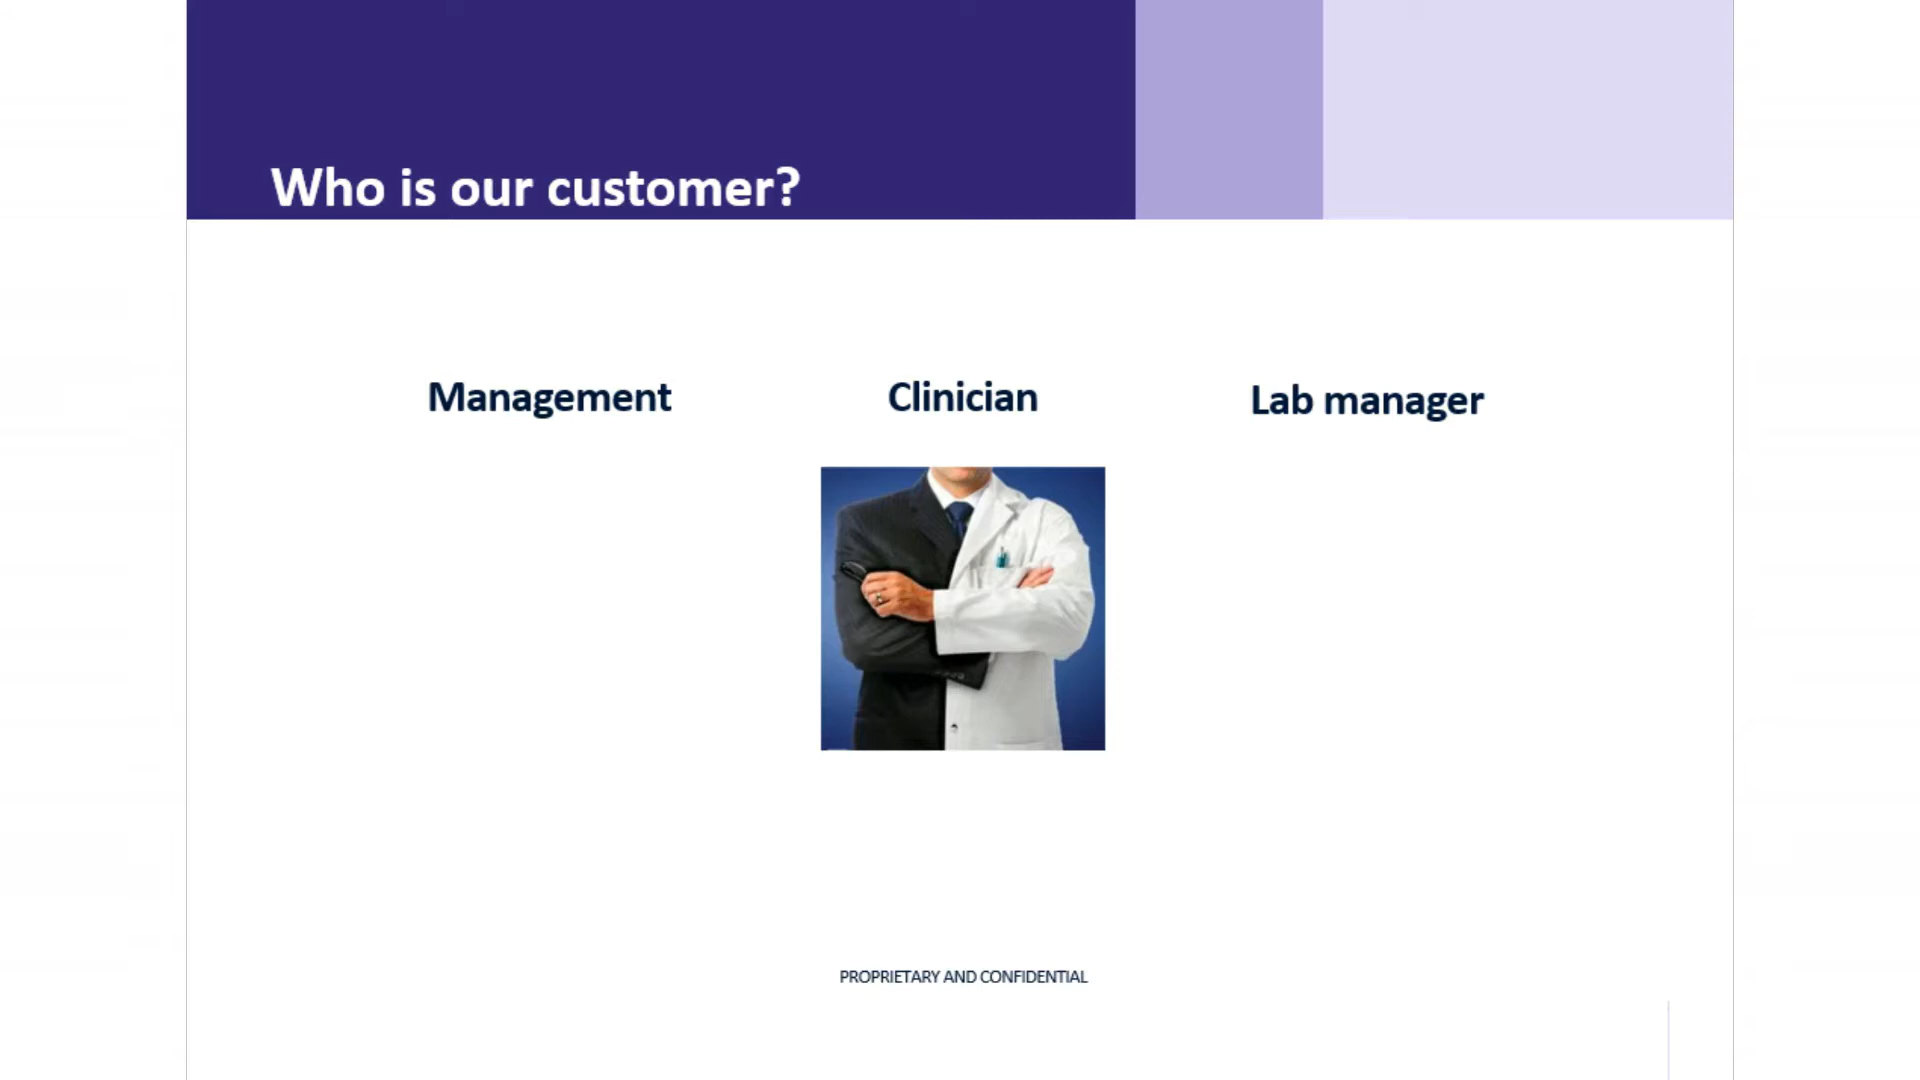 Who is our customer?
Management
Clinician
Lab manager
PROPRIETARY AND CONFIDENTIAL